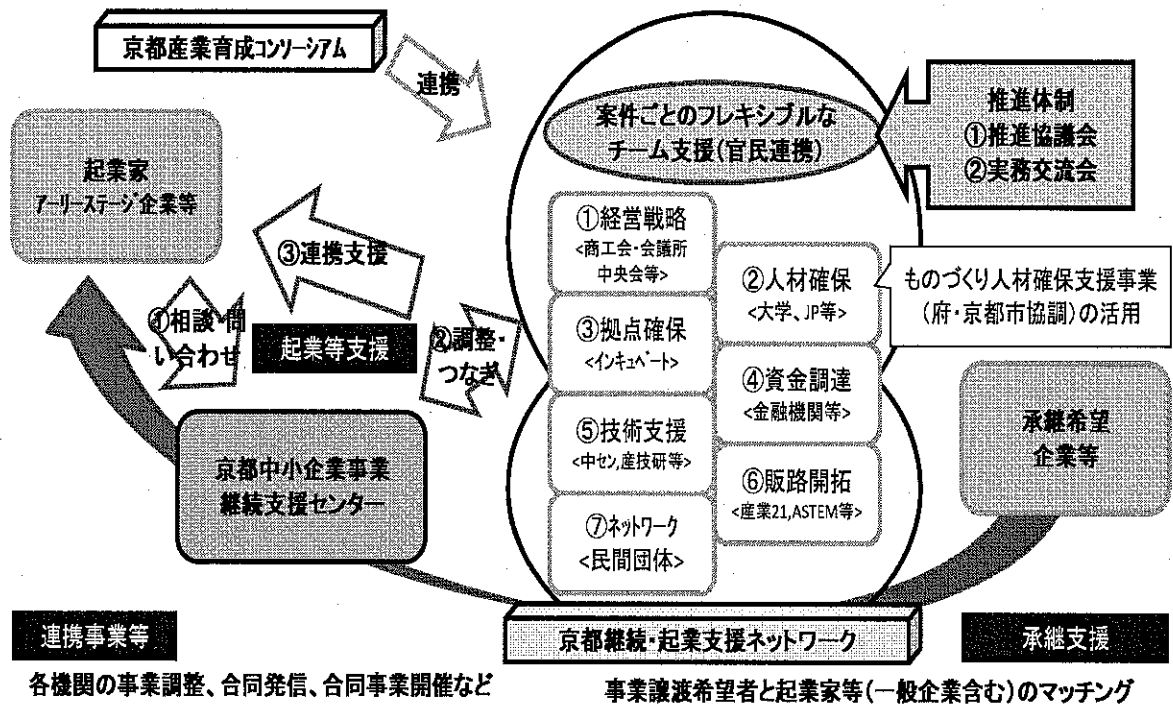 京都産業育成コンソーシアム
連携
案件ごとのフレキシブルな
チーム支援(官民連携)
推進体制
①推進協議会
②実務交流会
起業家
アーリーステージ企業等
①経営戦略
<商工会・会議所
中央会等>
②人材確保
<大学、JP等>
ものづくり人材確保支援事業
(府・京都市協調)の活用
③連携支援
①相談・問
い合わせ
起業等支援
②調整・
つなぎ
③拠点確保
<インキュベート>
④資金調達
<金融機関等>
⑤技術支援
<中セン,産技研等>
⑥販路開拓
<産業21,ASTEM等>
⑦ネットワーク
<民間団体>
承継希望
企業等
京都中小企業事業
継続支援センター
連携事業等
京都継続・起業支援ネットワーク
承継支援
各機関の事業調整、合同発信、合同事業開催など
事業譲渡希望者と起業家等(一般企業含む)のマッチング